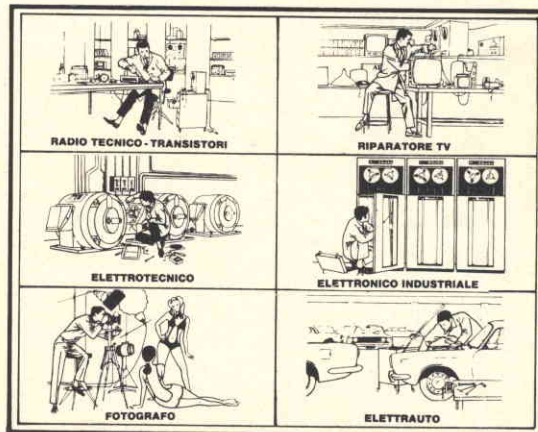 RADIO TECNICO - TRANSISTORI
RIPARATORE TV
ELETTROTECNICO
ELETTRONICO INDUSTRIALE
FOTOGRAFO
ELETTRAUTO